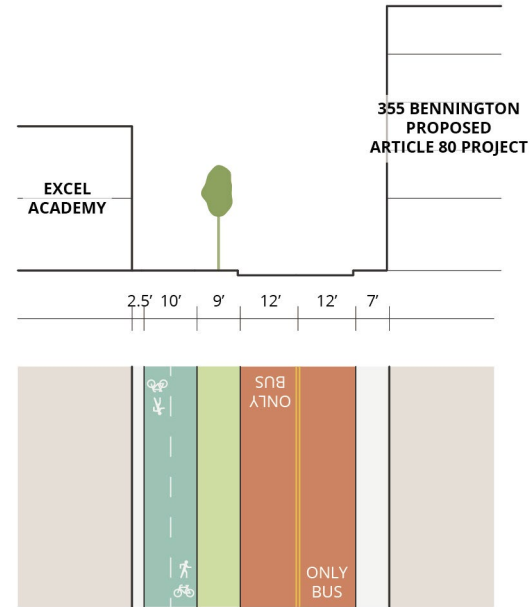 355 BENNINGTON
PROPOSED
ARTICLE 80 PROJECT
EXCEL
ACADEMY
2.5’ 10’ 9’ 12’ 12’ 7’
ONLY
BUS
ONLY
BUS